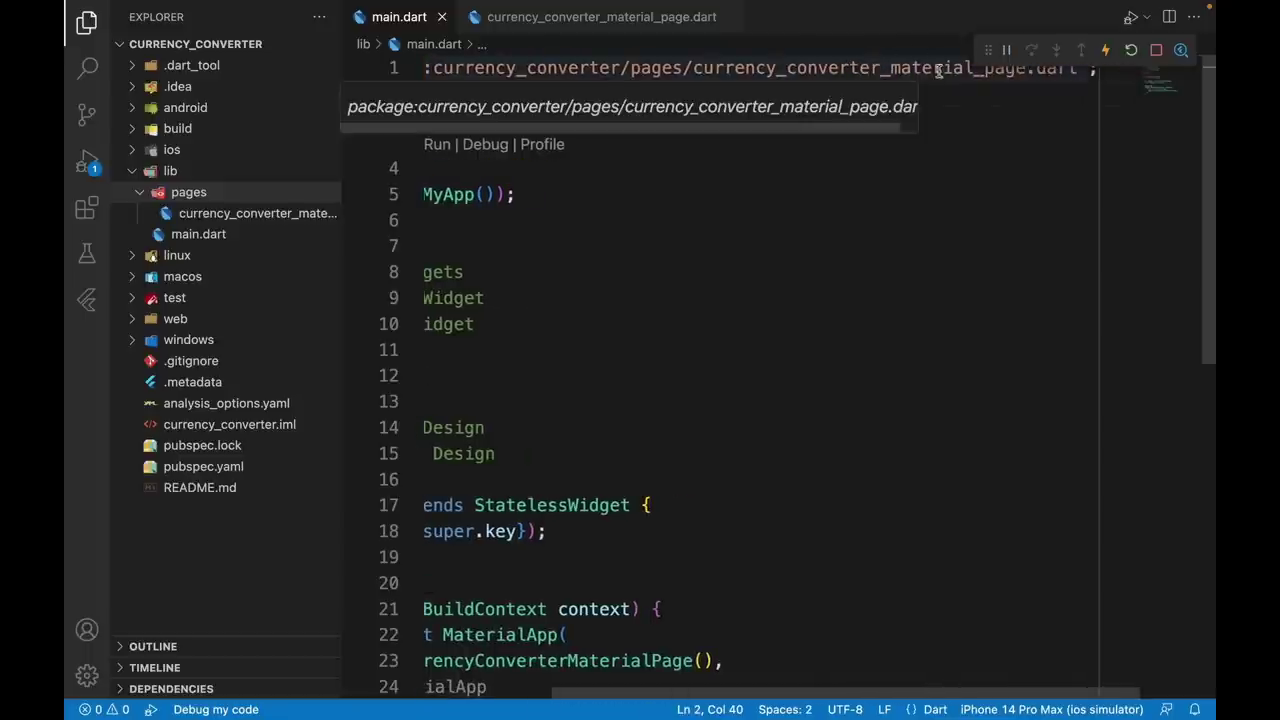 EXPLORER
CURRENCY_CONVERTER
.dart_tool
.idea
android
build
ios
1
lib
pages
currency_converter_mate...
main.dart
linux
macos
test
web
windows
.gitignore
.metadata
analysis_options.yaml
currency_converter.iml
pubspec.lock
pubspec.yaml
README.md
OUTLINE
TIMELINE
DEPENDENCIES
main.dart
currency_converter_material_page.dart
lib > main.dart > ...
1 :currency_converter/pages/currency_converter_material_page.dart';
package:currency_converter/pages/currency_converter_material_page.dar
Run | Debug | Profile
4
5 MyApp());
6
7
8 gets
9 Widget
10 idget
11
12
13
14 Design
15 Design
16
17 ends StatelessWidget {
18 super.key});
19
20
21 BuildContext context) {
22 t MaterialApp(
23 rencyConverterMaterialPage(),
24 ialApp
0 0 Debug my code Ln 2, Col 40 Spaces: 2 UTF-8 LF {} Dart iPhone 14 Pro Max (ios simulator)